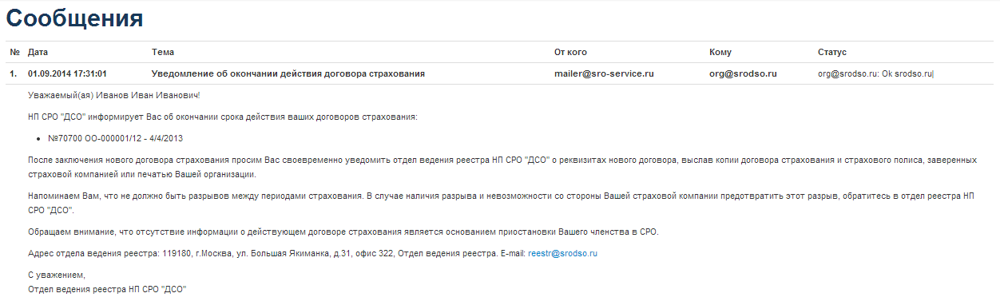 Сообщения
№ Дата Тема От кого Кому Статус
1. 01.09.2014 17:31:01 Уведомление об окончании действия договора страхования mailer@sro-service.ru org@srodso.ru org@srodso.ru: Ok srodso.ru|
Уважаемый(ая) Иванов Иван Иванович!
НП СРО "ДСО" информирует Вас об окончании срока действия ваших договоров страхования:
• №70700 ОО-000001/12 - 4/4/2013
После заключения нового договора страхования просим Вас своевременно уведомить отдел ведения реестра НП СРО "ДСО" о реквизитах нового договора, выслав копии договора страхования и страхового полиса, заверенных
страховой компанией или печатью Вашей организации.
Напоминаем Вам, что не должно быть разрывов между периодами страхования. В случае наличия разрыва и невозможности со стороны Вашей страховой компании предотвратить этот разрыв, обратитесь в отдел реестра НП
СРО "ДСО".
Обращаем внимание, что отсутствие информации о действующем договоре страхования является основанием приостановки Вашего членства в СРО.
Адрес отдела ведения реестра: 119180, г.Москва, ул. Большая Якиманка, д.31, офис 322, Отдел ведения реестра. E-mail: reestr@srodso.ru
С уважением,
Отдел ведения реестра НП СРО "ДСО"